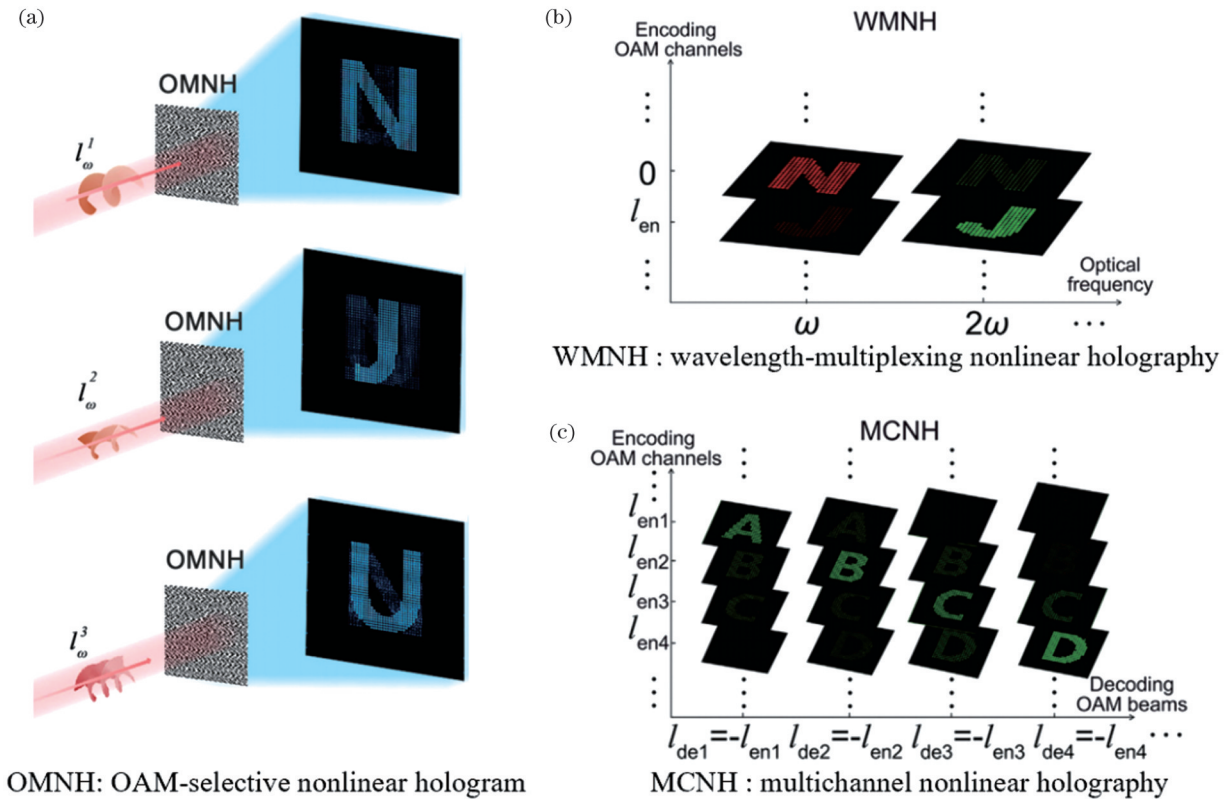 (a)
OMNH
N
l_ω^1
OMNH
J
l_ω^2
OMNH
U
l_ω^3
OMNH: OAM-selective nonlinear hologram
(b)
WMNH
Encoding
OAM channels
0
N
N
l_en
J
J
Optical
frequency
ω
2ω
WMNH : wavelength-multiplexing nonlinear holography
(c)
MCNH
Encoding
OAM channels
l_en1
A
A
l_en2
B
B
B
l_en3
C
C
C
C
l_en4
D
D
D
Decoding
OAM beams
l_de1 =-l_en1 l_de2 =-l_en2 l_de3 =-l_en3 l_de4 =-l_en4 ···
MCNH : multichannel nonlinear holography